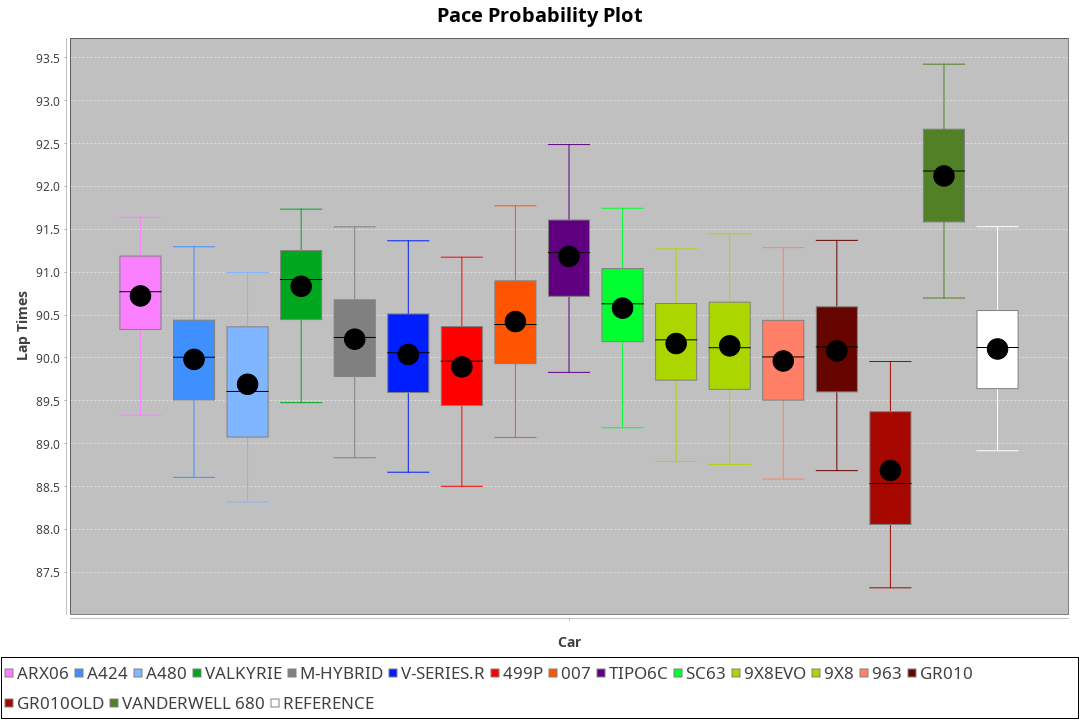 Pace Probability Plot
93.5
93.0
92.5
92.0
91.5
91.0
90.5
90.0
89.5
89.0
88.5
88.0
87.5
Lap Times
Car
ARX06 A424 A480 VALKYRIE M-HYBRID V-SERIES.R 499P 007 TIPO6C SC63 9X8EVO 9X8 963 GR010
GR010OLD VANDERWELL 680 REFERENCE